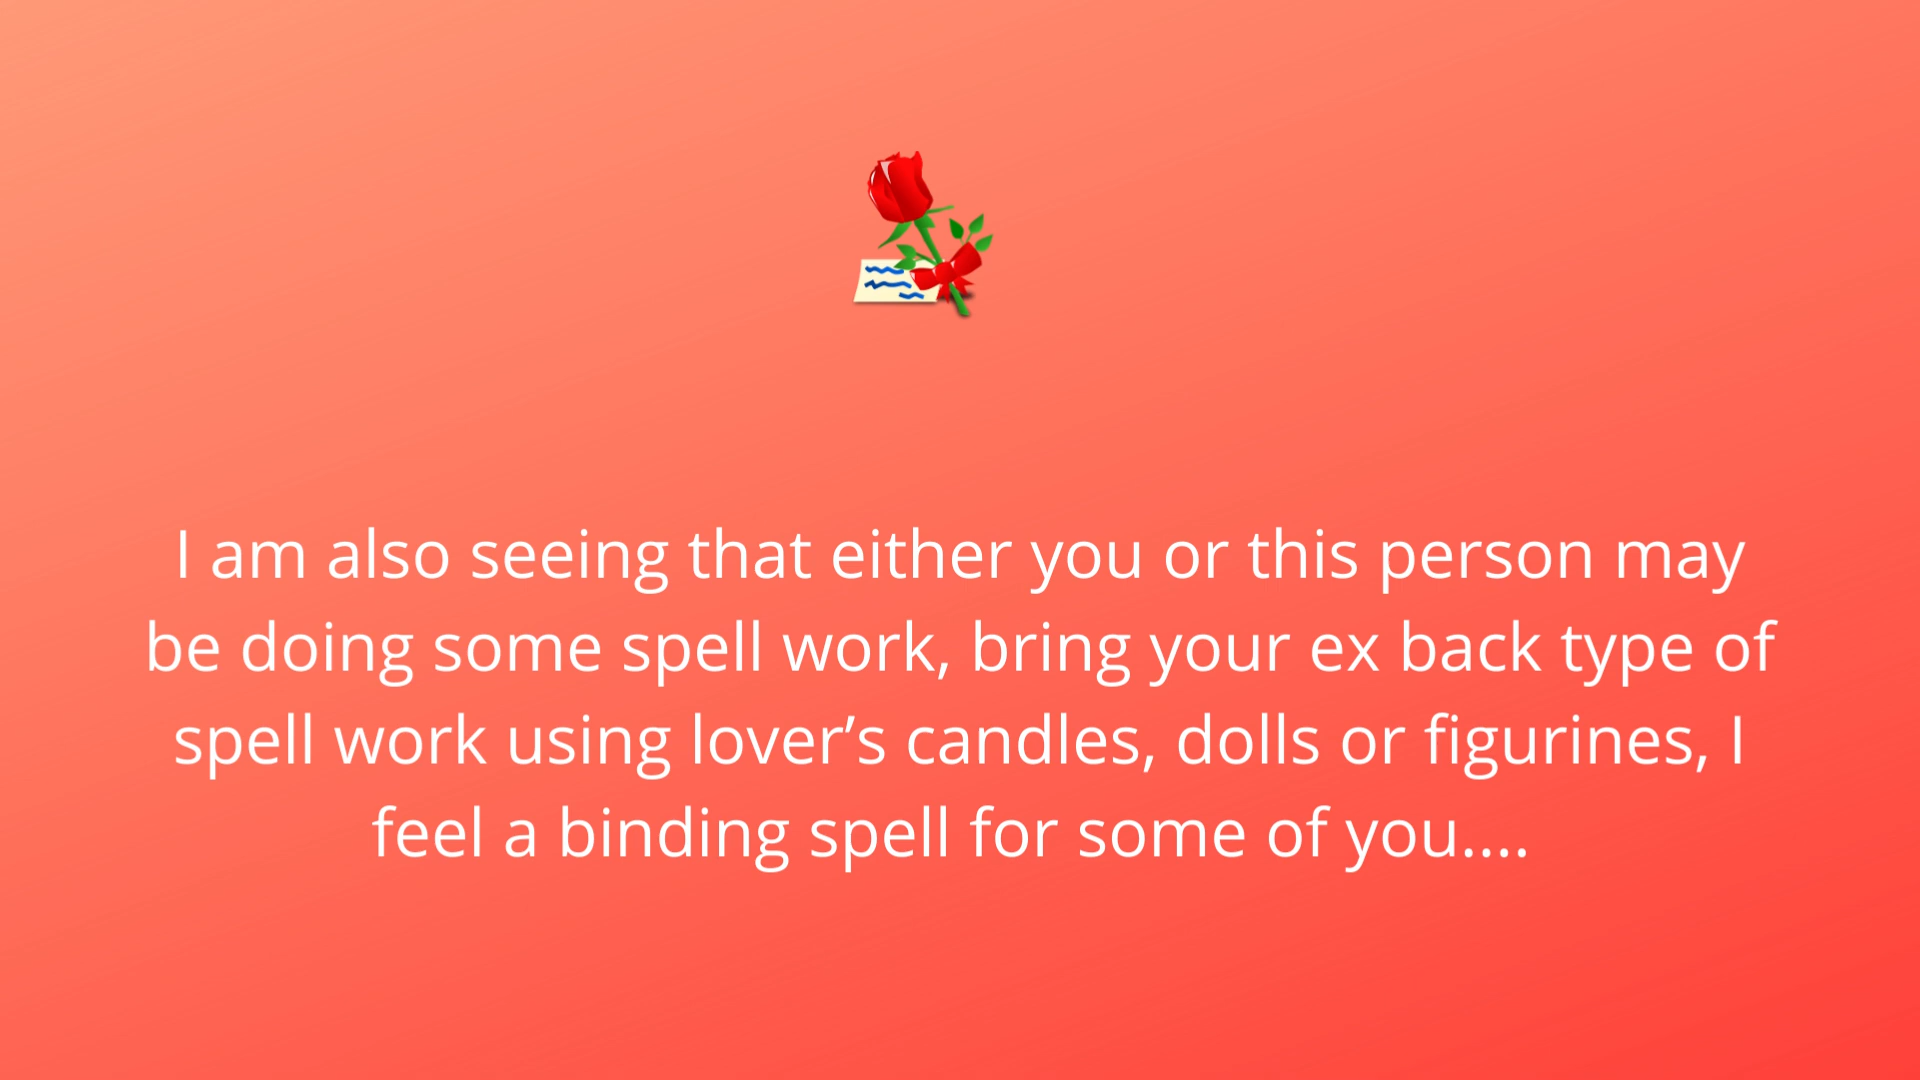 I am also seeing that either you or this person may
be doing some spell work, bring your ex back type of
spell work using lover’s candles, dolls or figurines, I
feel a binding spell for some of you....